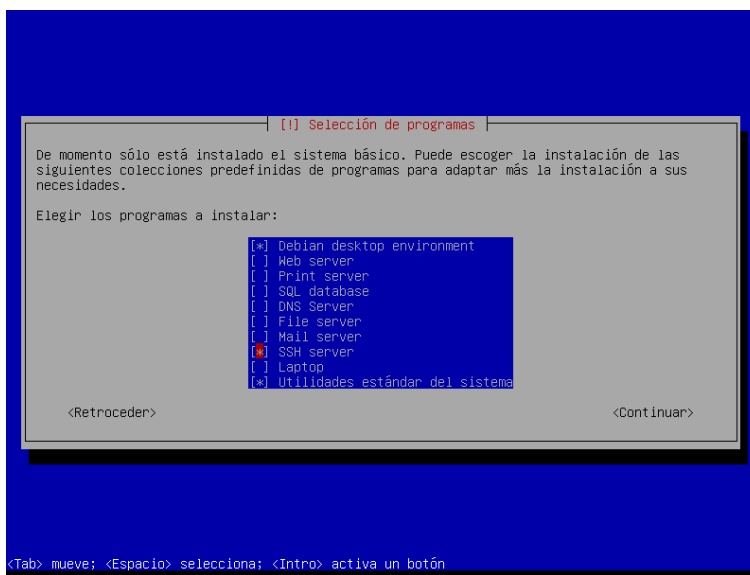 [!] Selección de programas
De momento sólo está instalado el sistema básico. Puede escoger la instalación de las
siguientes colecciones predefinidas de programas para adaptar más la instalación a sus
necesidades.
Elegir los programas a instalar:
[*] Debian desktop environment
[ ] Web server
[ ] Print server
[ ] SQL database
[ ] DNS Server
[ ] File server
[ ] Mail server
[*] SSH server
[ ] Laptop
[*] Utilidades estándar del sistema
<Retroceder> <Continuar>
<Tab> mueve; <Espacio> selecciona; <Intro> activa un botón